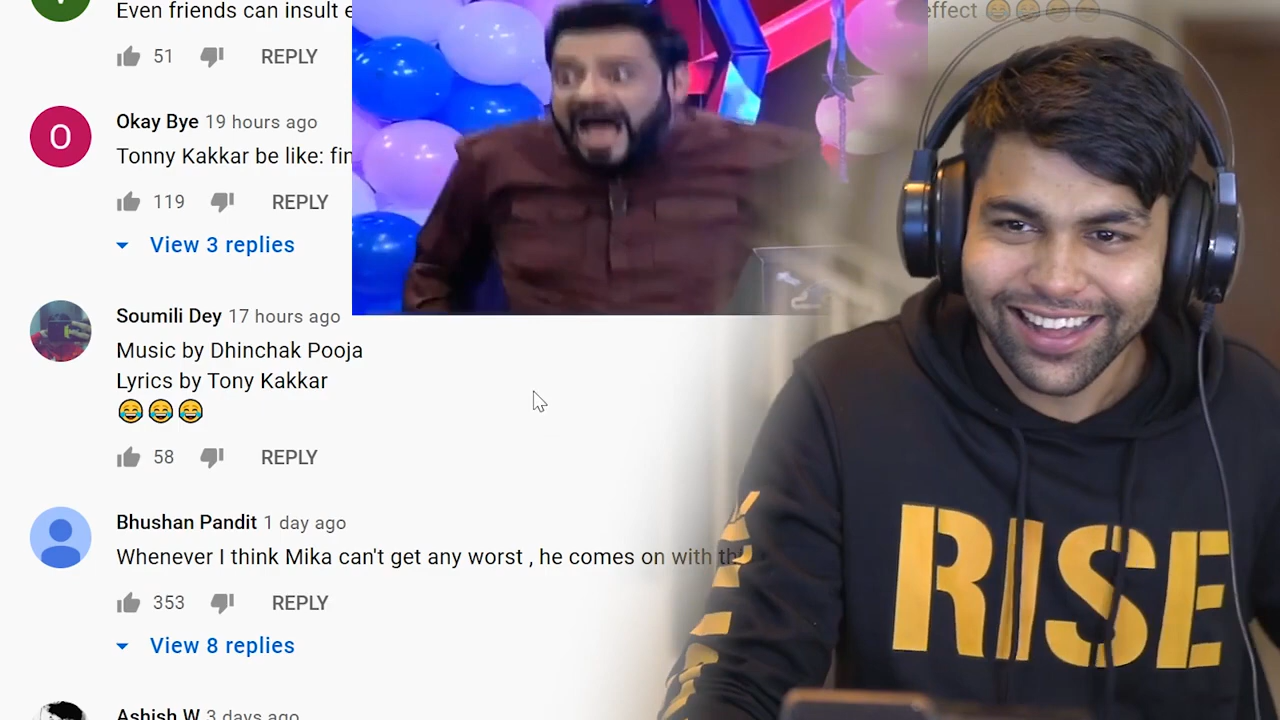 Even friends can insult
effect 😂😂😂😂
51 REPLY
O
Okay Bye 19 hours ago
Tonny Kakkar be like:
119 REPLY
View 3 replies
Soumili Dey 17 hours ago
Music by Dhinchak Pooja
Lyrics by Tony Kakkar
😂😂😂
58 REPLY
Bhushan Pandit 1 day ago
Whenever I think Mika can't get any worst , he comes on with
353 REPLY
View 8 replies
Ashish W 3 days ago
RISE